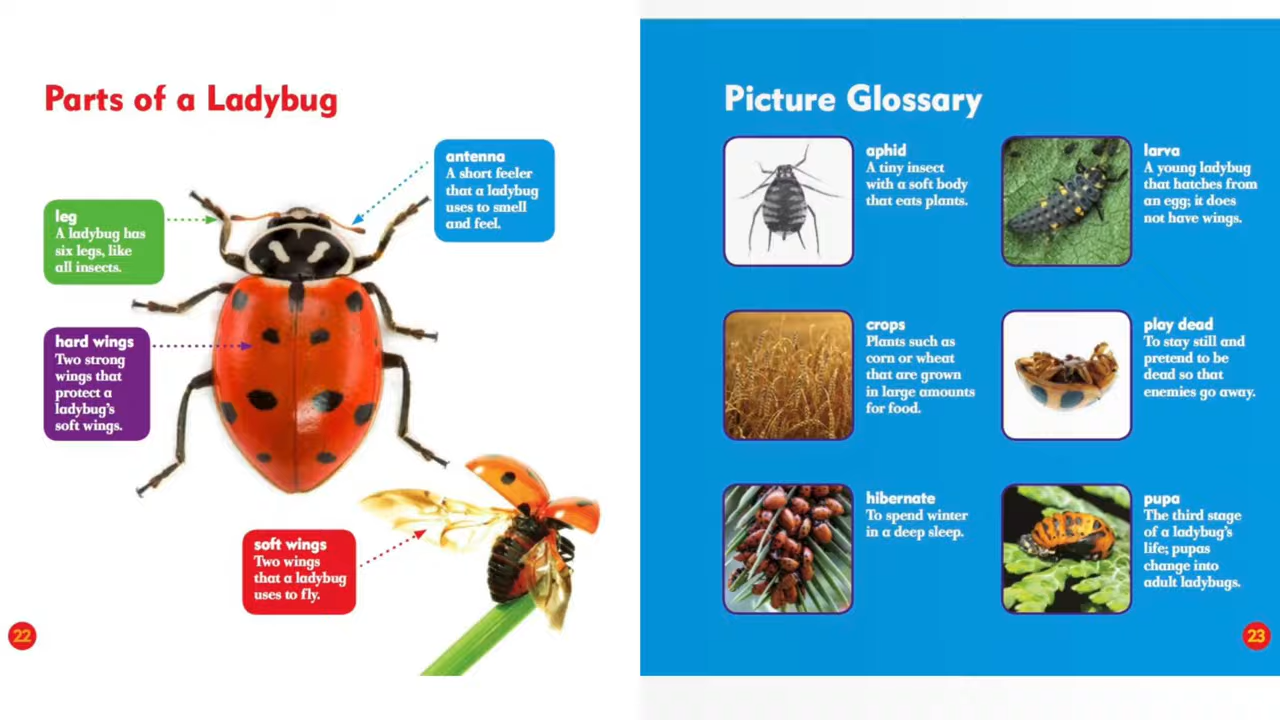 Parts of a Ladybug
antenna
A short feeler
that a ladybug
uses to smell
and feel.
leg
A ladybug has
six legs, like
all insects.
hard wings
Two strong
wings that
protect a
ladybug's
soft wings.
soft wings
Two wings
that a ladybug
uses to fly.
22
Picture Glossary
aphid
A tiny insect
with a soft body
that eats plants.
larva
A young ladybug
that hatches from
an egg; it does
not have wings.
crops
Plants such as
corn or wheat
that are grown
in large amounts
for food.
play dead
To stay still and
pretend to be
dead so that
enemies go away.
hibernate
To spend winter
in a deep sleep.
pupa
The third stage
of a ladybug's
life; pupas
change into
adult ladybugs.
23